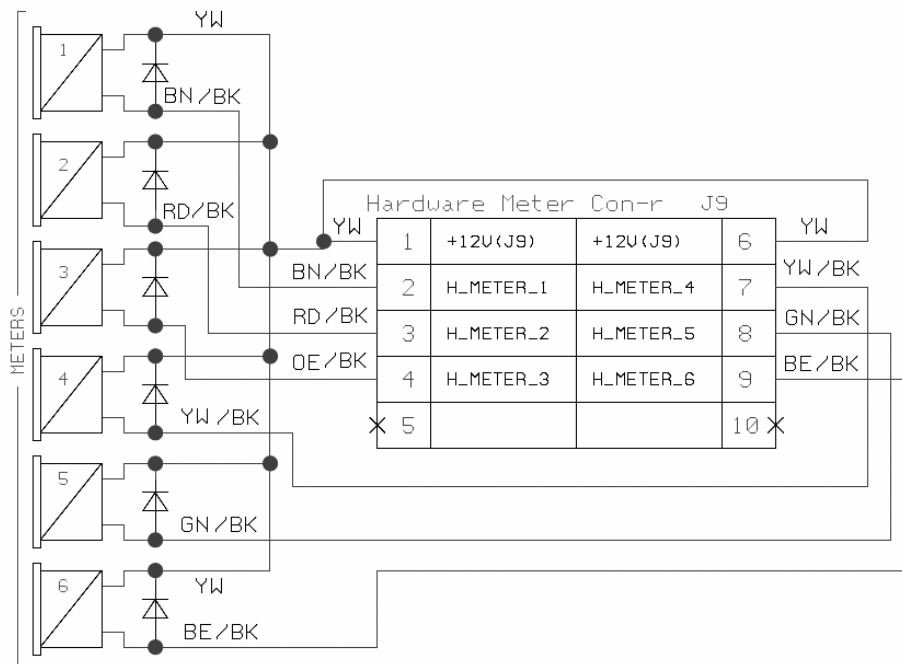 YW
1
BN/BK
2
RD/BK
Hardware Meter Con-r J9
YW
1 +12V(J9) +12V(J9) 6
YW
3
BN/BK
2 H_METER_1 H_METER_4 7
YW/BK
RD/BK
3 H_METER_2 H_METER_5 8
GN/BK
METERS
4
OE/BK
4 H_METER_3 H_METER_6 9
BE/BK
YW/BK
5 10
5
GN/BK
6
YW
BE/BK